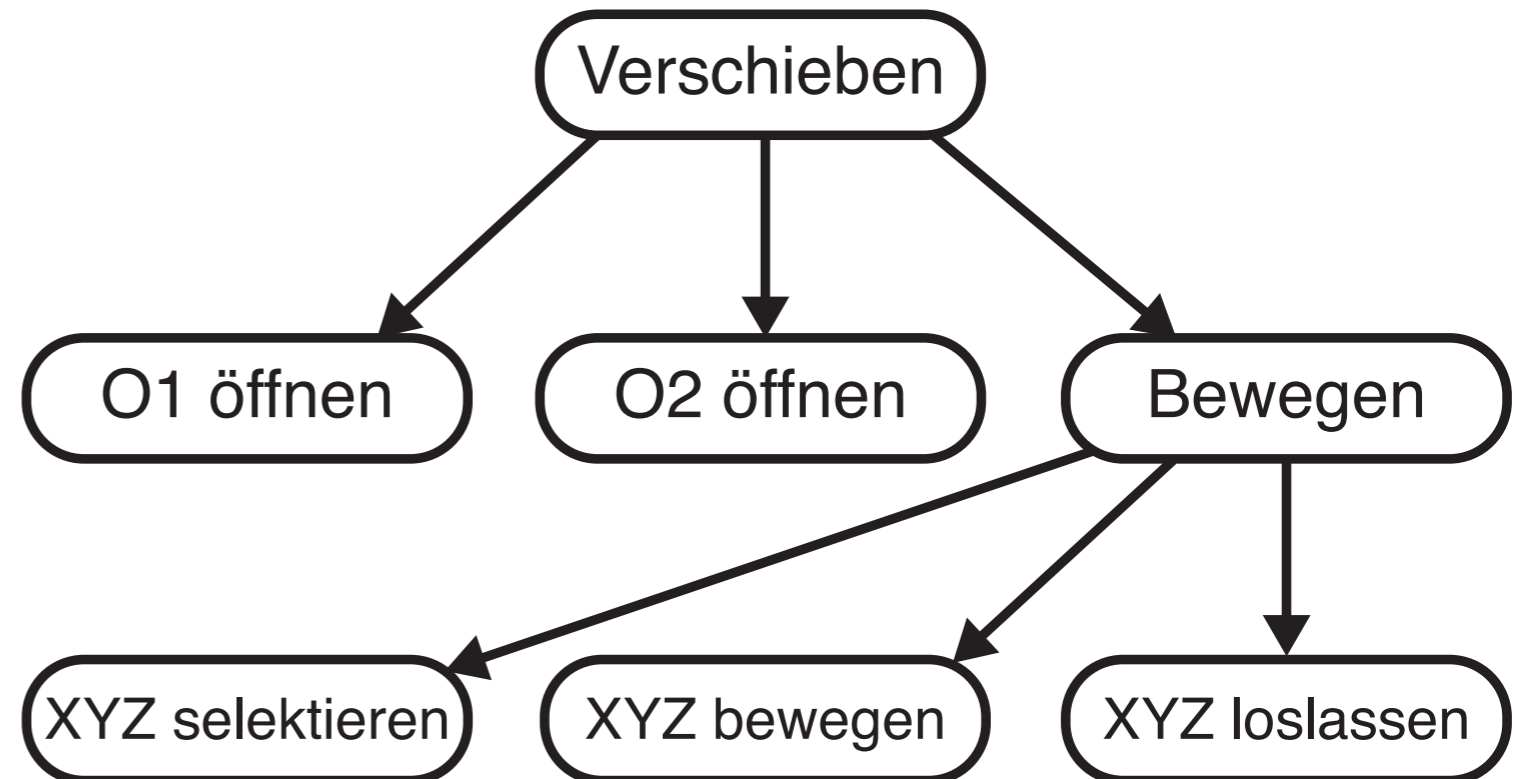 Verschieben
O1 öffnen
O2 öffnen
Bewegen
XYZ selektieren
XYZ bewegen
XYZ loslassen